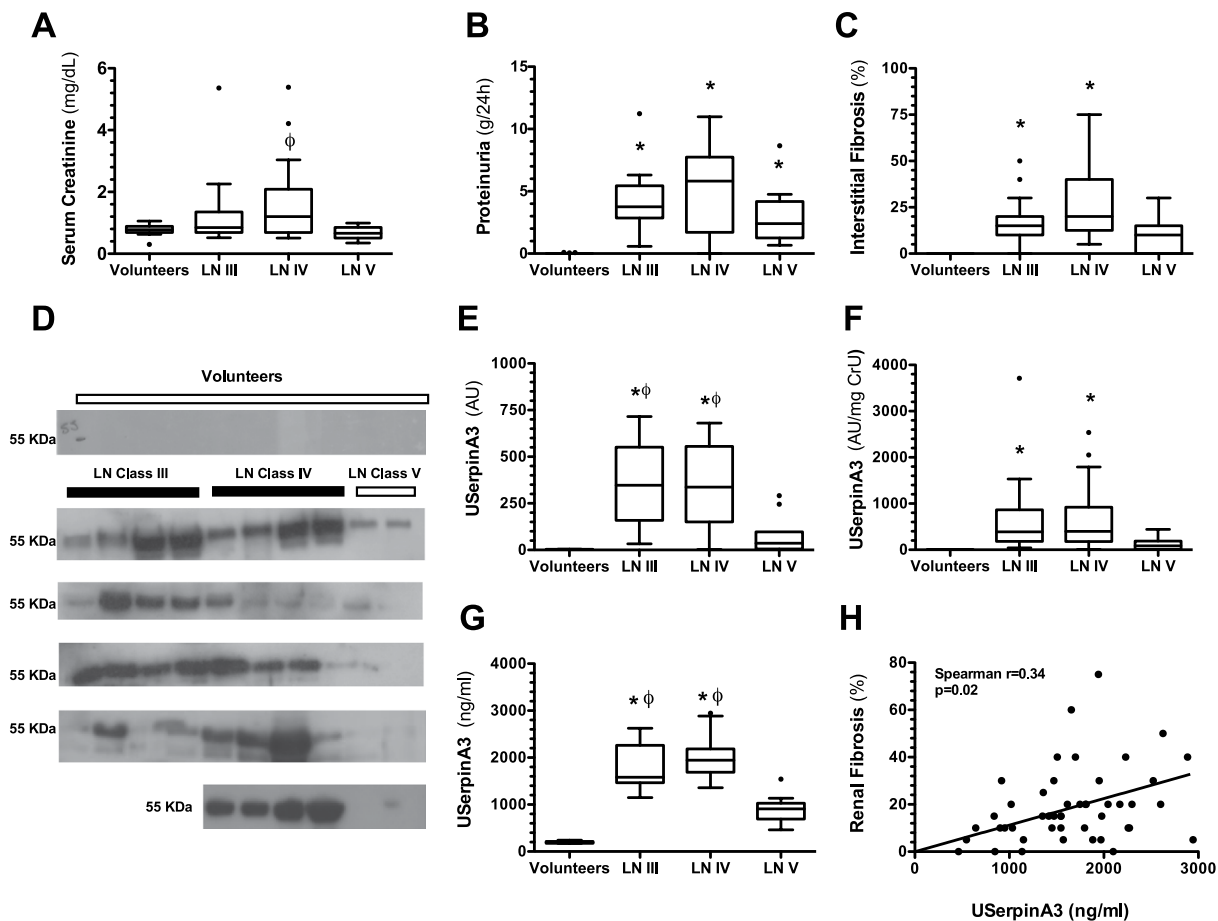 A
Serum Creatinine (mg/dL)
6
4
2
0
Volunteers LN III LN IV LN V
ϕ
B
Proteinuria (g/24h)
15
10
5
0
Volunteers LN III LN IV LN V
* * *
C
Interstitial Fibrosis (%)
100
75
50
25
0
Volunteers LN III LN IV LN V
* *
D
Volunteers
55 KDa
LN Class III LN Class IV LN Class V
55 KDa
55 KDa
55 KDa
55 KDa
55 KDa
E
USerpinA3 (AU)
1000
750
500
250
0
Volunteers LN III LN IV LN V
*ϕ *ϕ
F
USerpinA3 (AU/mg CrU)
4000
3000
2000
1000
0
Volunteers LN III LN IV LN V
* *
G
USerpinA3 (ng/ml)
4000
3000
2000
1000
0
Volunteers LN III LN IV LN V
* ϕ * ϕ
H
Renal Fibrosis (%)
80
60
40
20
0
Spearman r=0.34
p=0.02
0 1000 2000 3000
USerpinA3 (ng/ml)